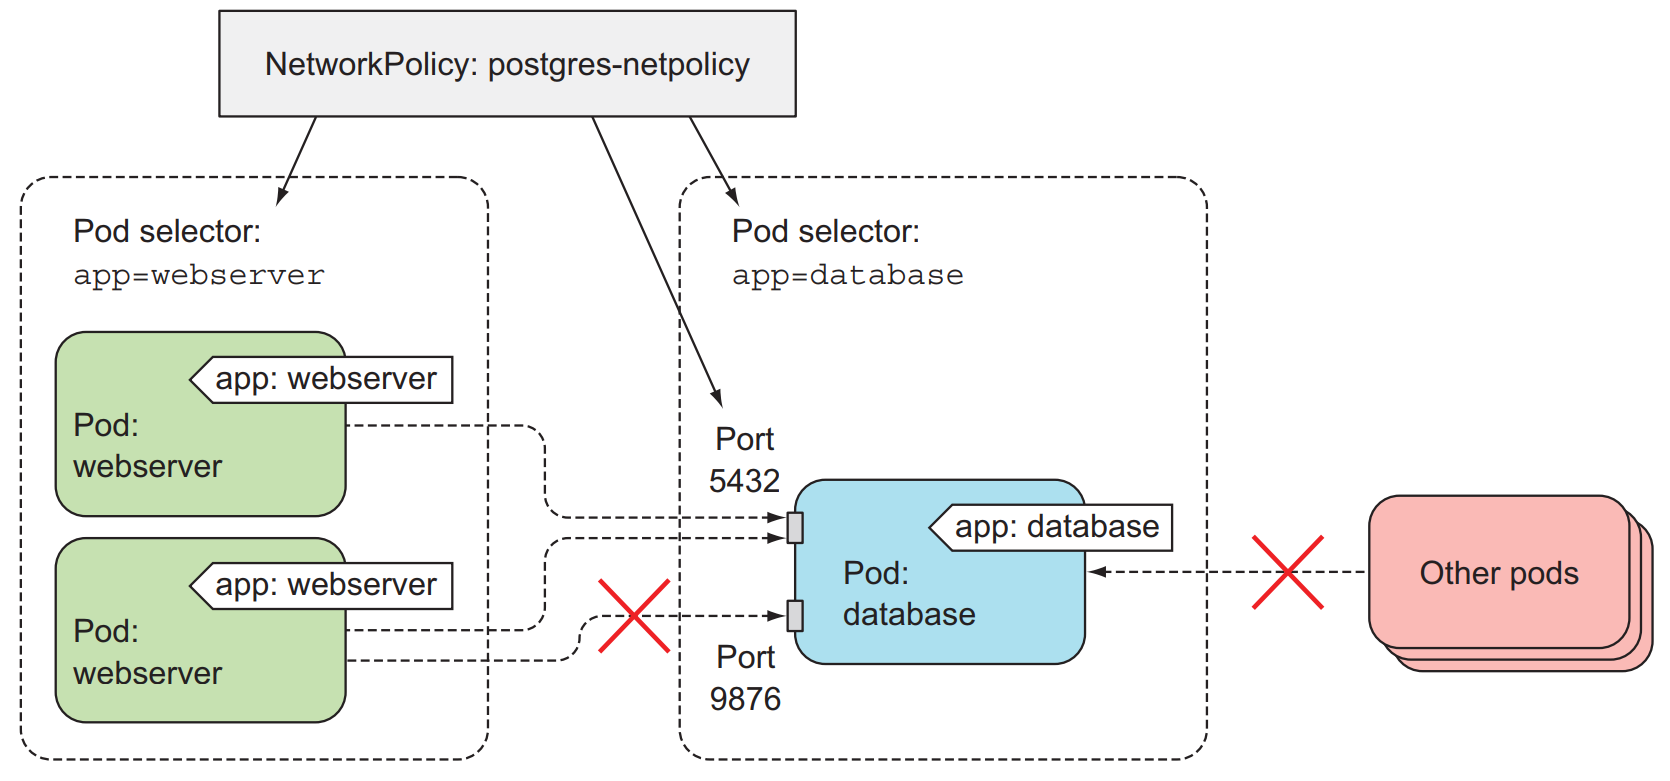 NetworkPolicy: postgres-netpolicy
Pod selector:
app=webserver
app: webserver
Pod:
webserver
app: webserver
Pod:
webserver
Pod selector:
app=database
Port
5432
app: database
Pod:
database
Port
9876
Other pods